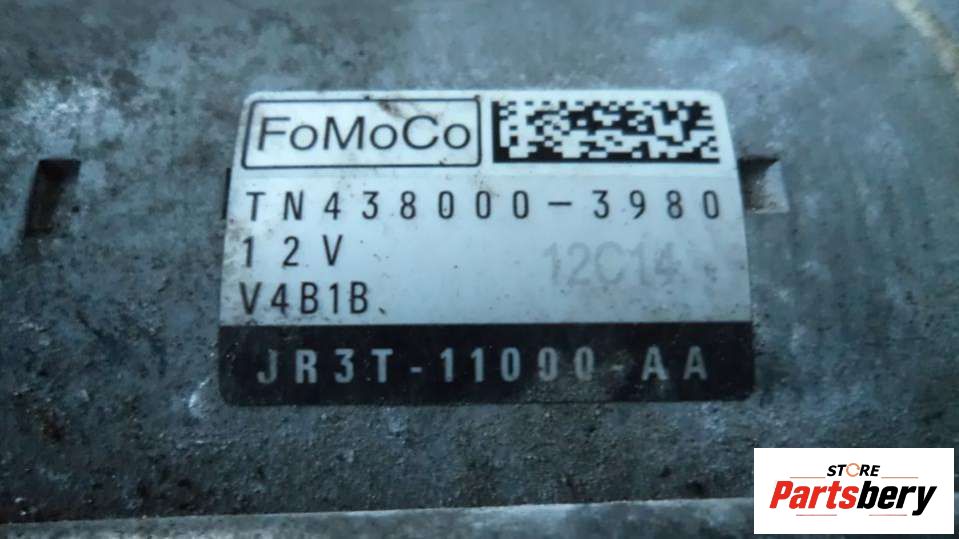 FoMoCo
TN438000-3980
12V 12C14
V4B1B
JR3T-11000-AA
STORE
Partsbery